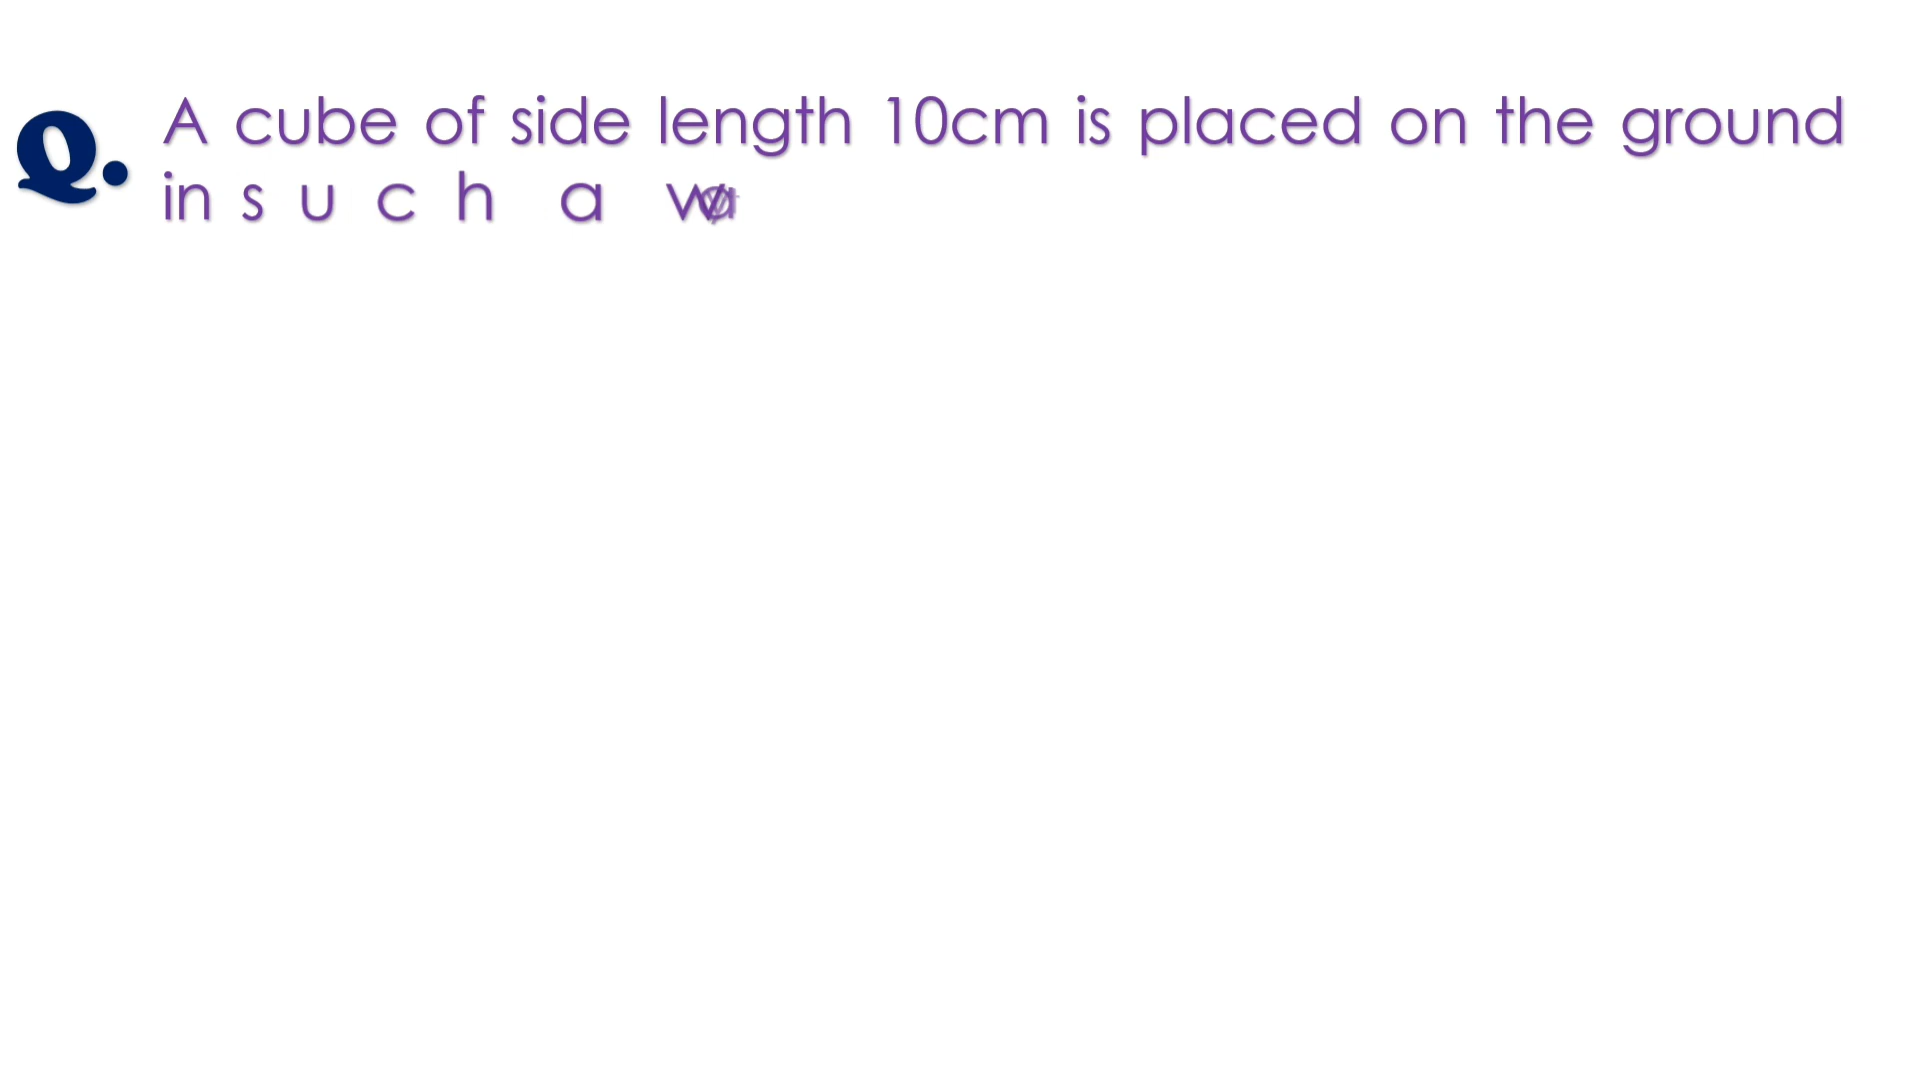 Q. A cube of side length 10cm is placed on the ground
in such a